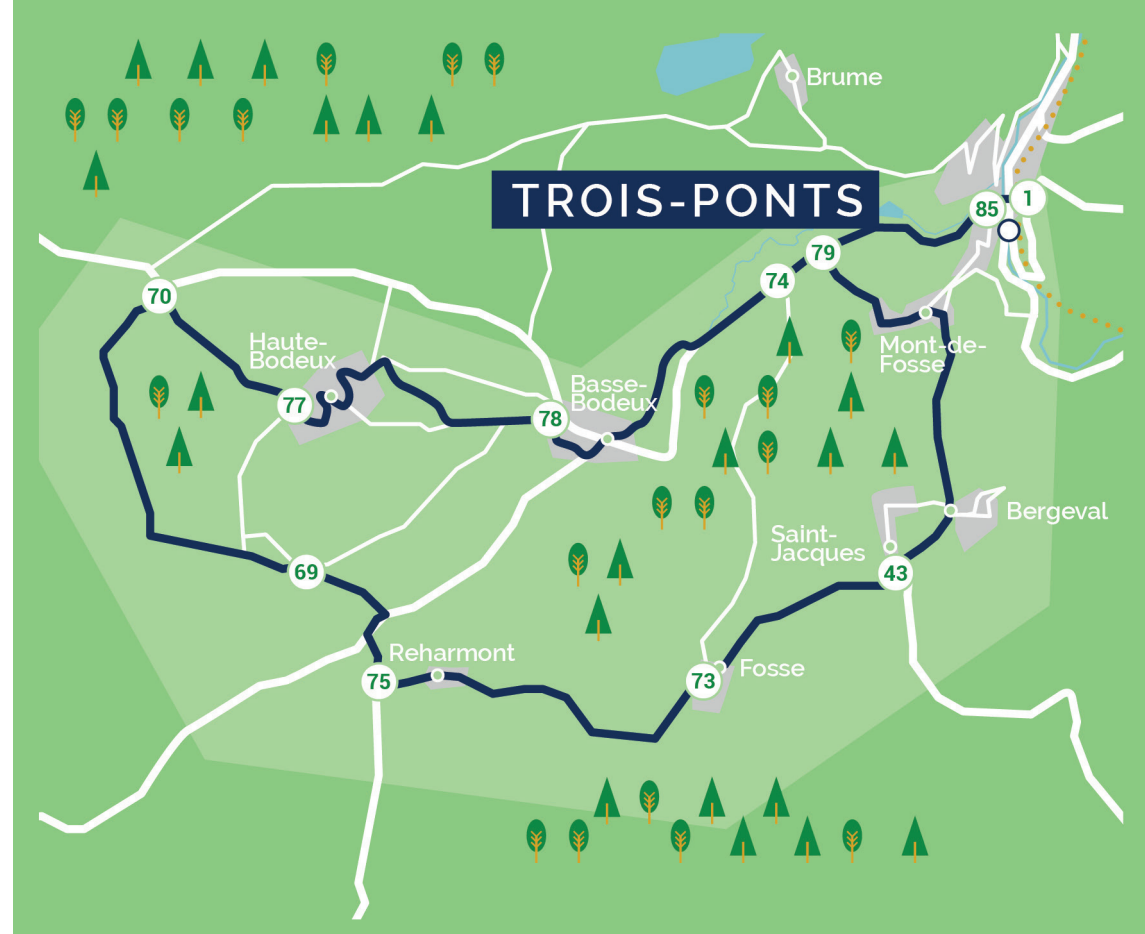 Brume
TROIS-PONTS
85
1
79
74
70
Haute-
Bodeux
Mont-de-
Fosse
77
Basse-
Bodeux
78
Bergeval
Saint-
Jacques
69
43
Reharmont
75
73
Fosse